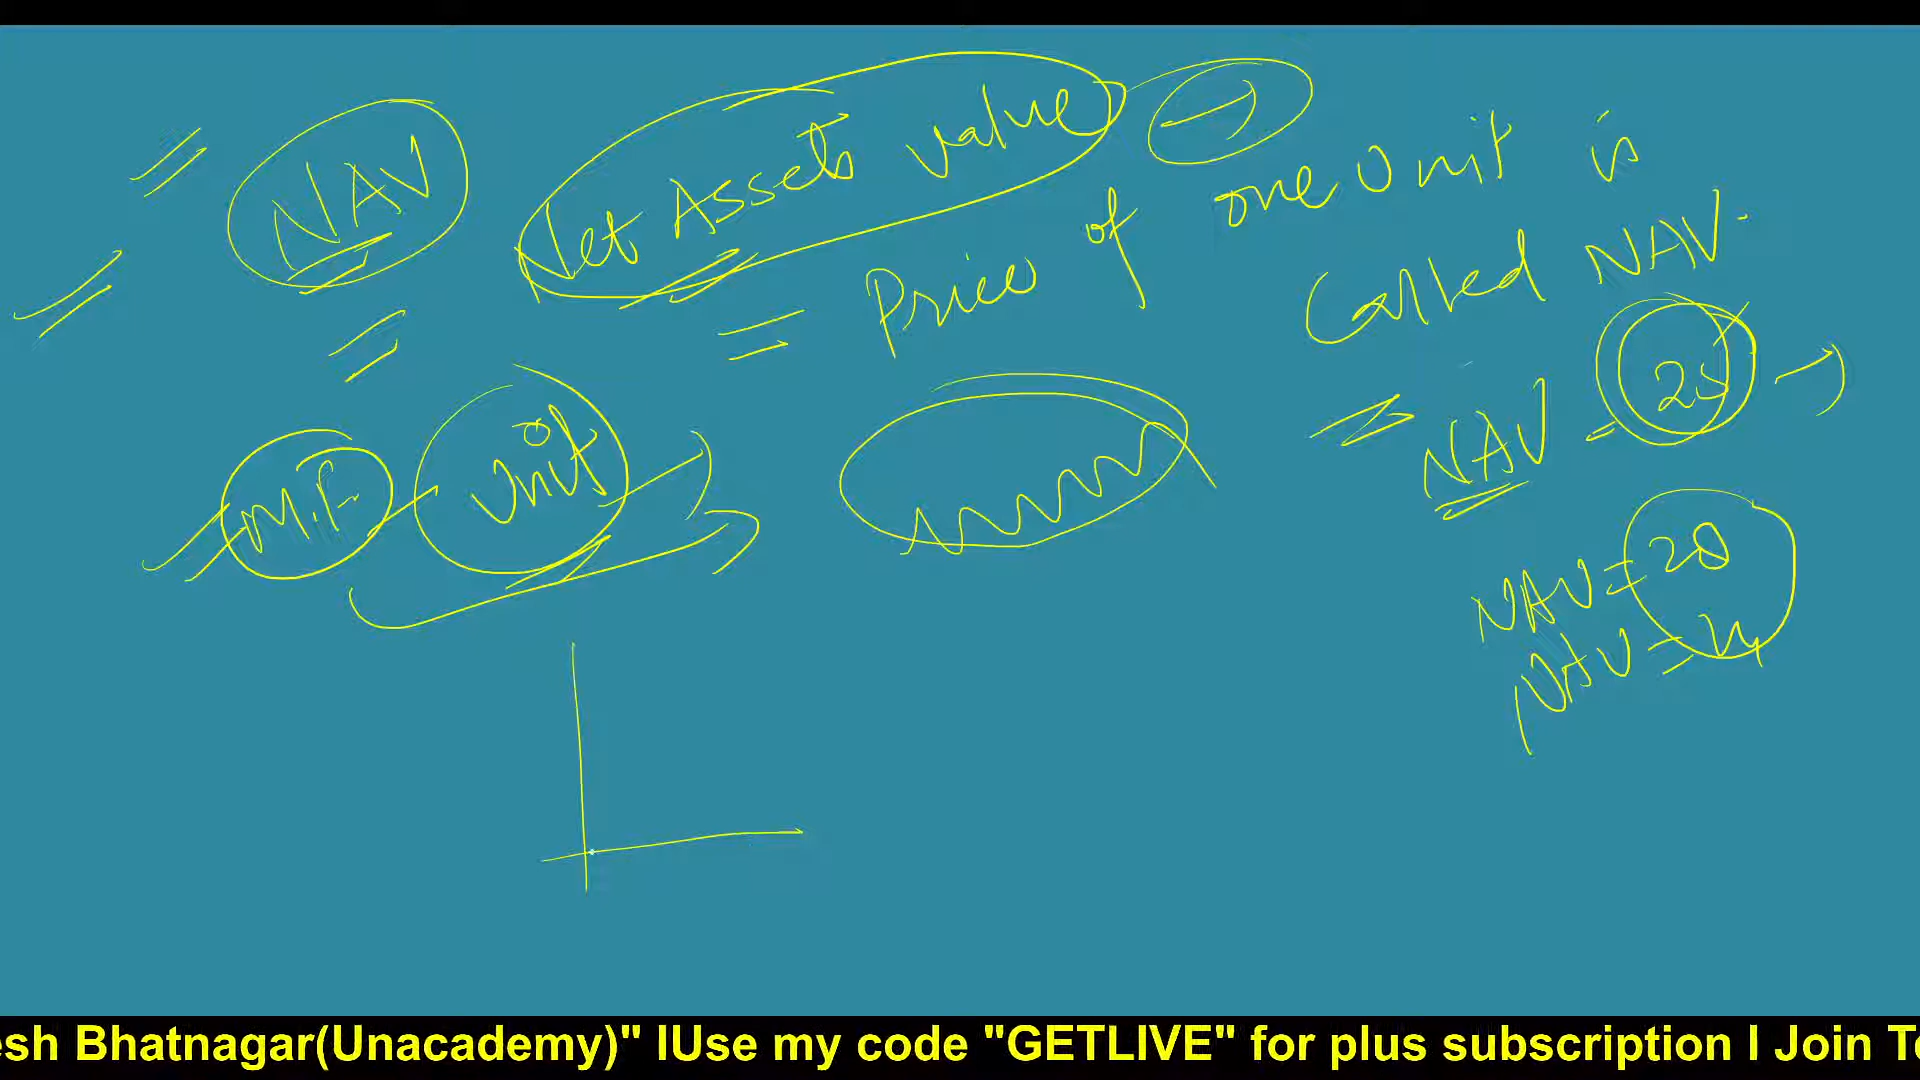 NAV Net Assets value
Price of one Unit is
Called NAV.
NAV = 25
M.F. Unit
NAV = 28
NAV = 24
esh Bhatnagar(Unacademy)" lUse my code "GETLIVE" for plus subscription I Join Te